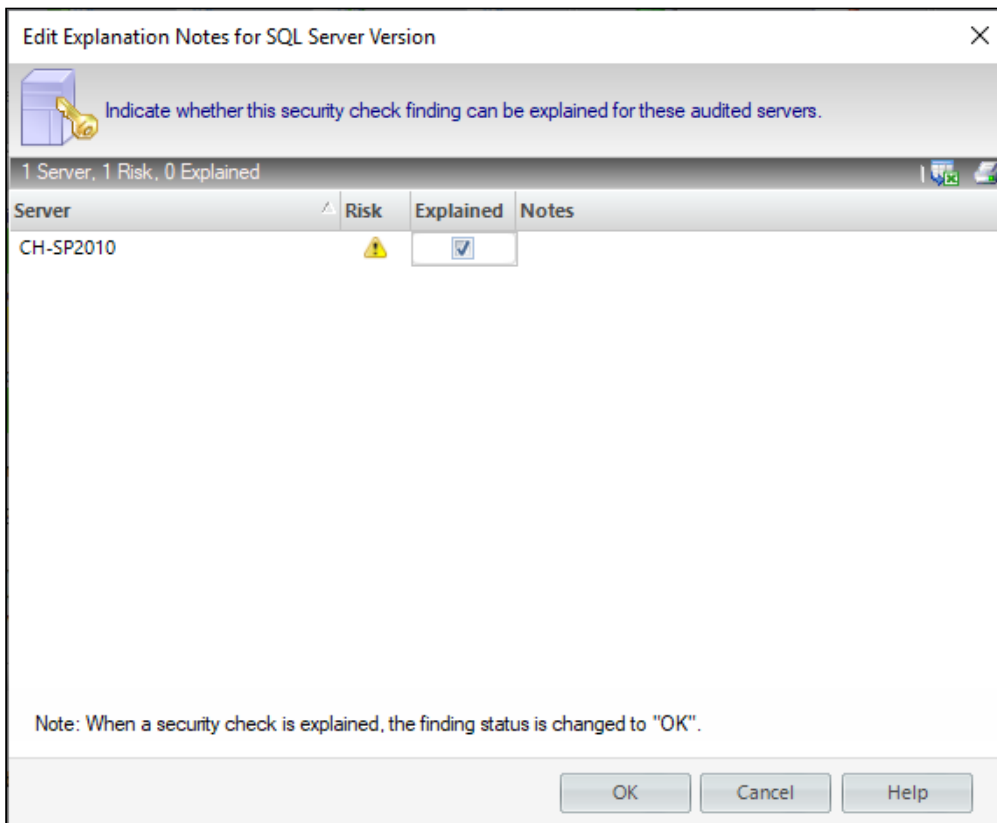 Edit Explanation Notes for SQL Server Version
Indicate whether this security check finding can be explained for these audited servers.
1 Server, 1 Risk, 0 Explained
Server Risk Explained Notes
CH-SP2010
Note: When a security check is explained, the finding status is changed to "OK".
OK Cancel Help